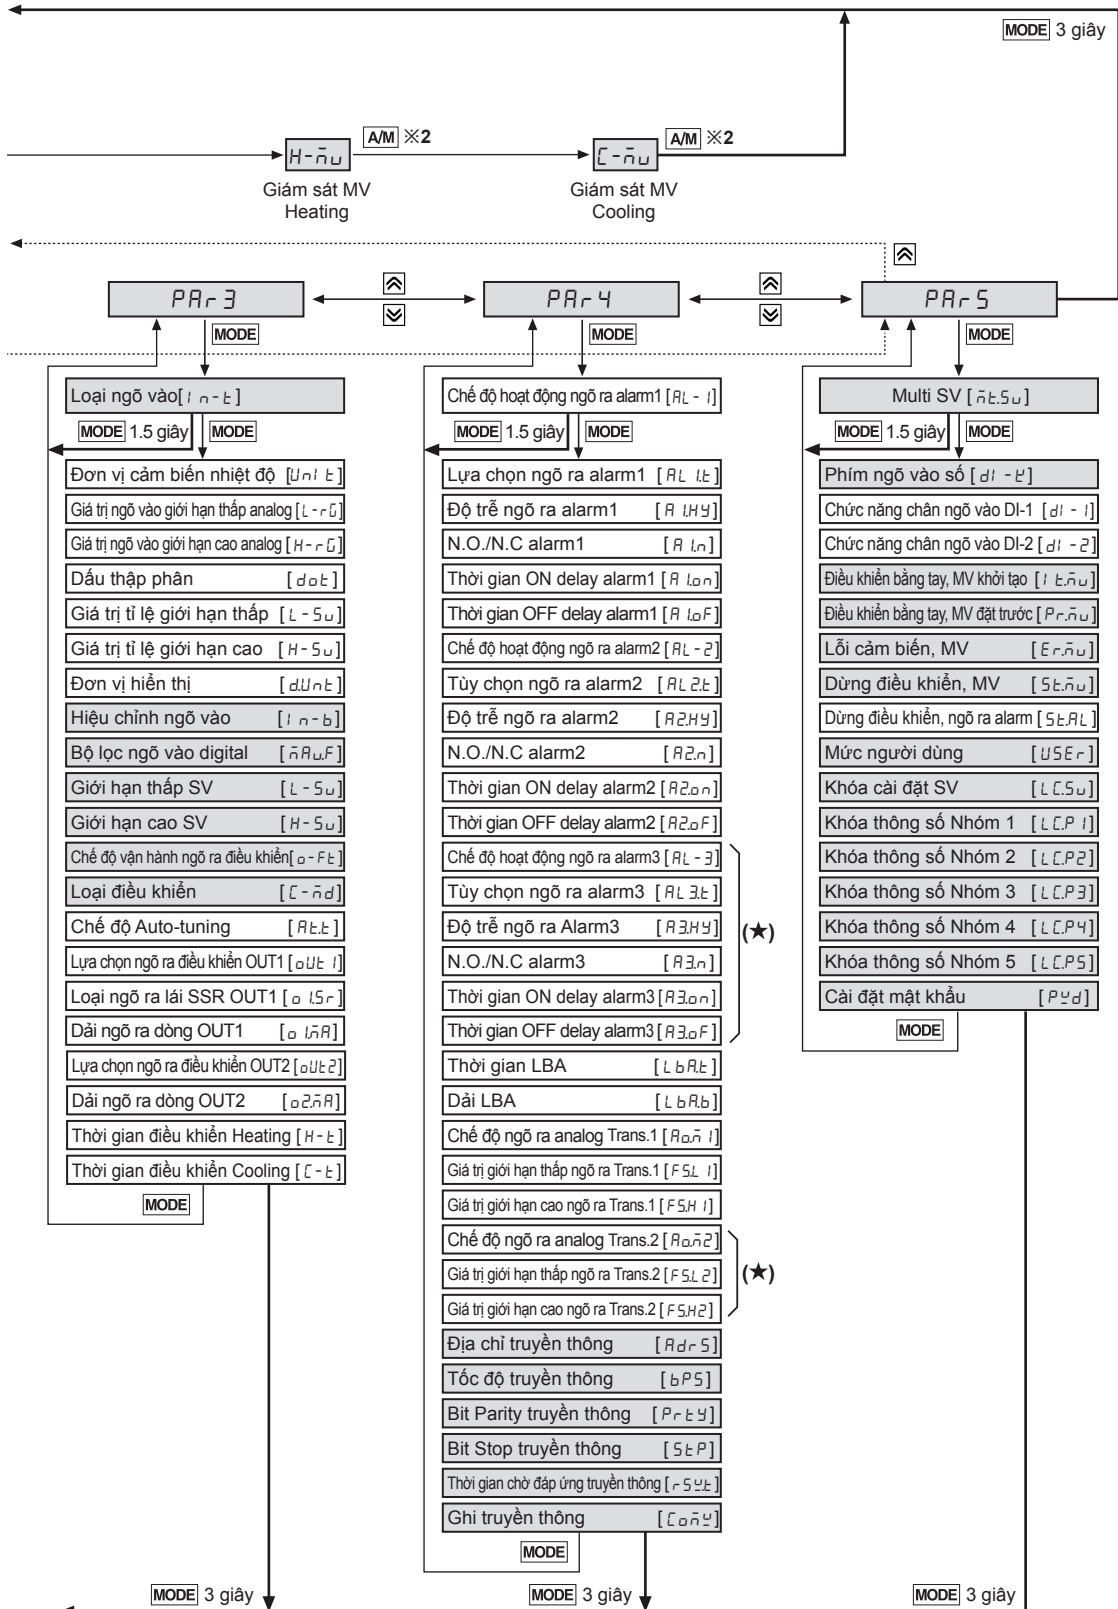 MODE 3 giây
H-mv
A/M ※2
C-mv
A/M ※2
Giám sát MV
Heating
Giám sát MV
Cooling
PAr3
PAr4
PAr5
MODE
MODE
MODE
Loại ngõ vào[In-t]
MODE 1.5 giây
MODE
Đơn vị cảm biến nhiệt độ [UnIt]
Giá trị ngõ vào giới hạn thấp analog [L-rG]
Giá trị ngõ vào giới hạn cao analog [H-rG]
Dấu thập phân [dot]
Giá trị tỉ lệ giới hạn thấp [L-Sv]
Giá trị tỉ lệ giới hạn cao [H-Sv]
Đơn vị hiển thị [d.Unt]
Hiệu chỉnh ngõ vào [In-b]
Bộ lọc ngõ vào digital [mAv.F]
Giới hạn thấp SV [L-Sv]
Giới hạn cao SV [H-Sv]
Chế độ vận hành ngõ ra điều khiển[o-Ft]
Loại điều khiển [C-md]
Chế độ Auto-tuning [At.t]
Lựa chọn ngõ ra điều khiển OUT1 [oUt1]
Loại ngõ ra lái SSR OUT1 [o1.Sr]
Dải ngõ ra dòng OUT1 [o1.mA]
Lựa chọn ngõ ra điều khiển OUT2 [oUt2]
Dải ngõ ra dòng OUT2 [o2.mA]
Thời gian điều khiển Heating [H-t]
Thời gian điều khiển Cooling [C-t]
MODE
MODE 3 giây
Chế độ hoạt động ngõ ra alarm1 [AL-1]
MODE 1.5 giây
MODE
Lựa chọn ngõ ra alarm1 [AL1.t]
Độ trễ ngõ ra alarm1 [A1.HY]
N.O./N.C alarm1 [A1.n]
Thời gian ON delay alarm1 [A1.on]
Thời gian OFF delay alarm1 [A1.oF]
Chế độ hoạt động ngõ ra alarm2 [AL-2]
Tùy chọn ngõ ra alarm2 [AL2.t]
Độ trễ ngõ ra alarm2 [A2.HY]
N.O./N.C alarm2 [A2.n]
Thời gian ON delay alarm2 [A2.on]
Thời gian OFF delay alarm2 [A2.oF]
Chế độ hoạt động ngõ ra alarm3 [AL-3]
Tùy chọn ngõ ra alarm3 [AL3.t]
Độ trễ ngõ ra Alarm3 [A3.HY]
(★)
N.O./N.C alarm3 [A3.n]
Thời gian ON delay alarm3 [A3.on]
Thời gian OFF delay alarm3 [A3.oF]
Thời gian LBA [LbA.t]
Dải LBA [LbA.b]
Chế độ ngõ ra analog Trans.1 [Ao.m1]
Giá trị giới hạn thấp ngõ ra Trans.1 [FS.L1]
Giá trị giới hạn cao ngõ ra Trans.1 [FS.H1]
Chế độ ngõ ra analog Trans.2 [Ao.m2]
Giá trị giới hạn thấp ngõ ra Trans.2 [FS.L2]
(★)
Giá trị giới hạn cao ngõ ra Trans.2 [FS.H2]
Địa chỉ truyền thông [AdrS]
Tốc độ truyền thông [bPS]
Bit Parity truyền thông [PrtY]
Bit Stop truyền thông [StP]
Thời gian chờ đáp ứng truyền thông [rSW.t]
Ghi truyền thông [ComW]
MODE
MODE 3 giây
Multi SV [mt.Sv]
MODE 1.5 giây
MODE
Phím ngõ vào số [dI-K]
Chức năng chân ngõ vào DI-1 [dI-1]
Chức năng chân ngõ vào DI-2 [dI-2]
Điều khiển bằng tay, MV khởi tạo [It.mv]
Điều khiển bằng tay, MV đặt trước [Pr.mv]
Lỗi cảm biến, MV [Er.mv]
Dừng điều khiển, MV [St.mv]
Dừng điều khiển, ngõ ra alarm [St.AL]
Mức người dùng [USEr]
Khóa cài đặt SV [LC.Sv]
Khóa thông số Nhóm 1 [LC.P1]
Khóa thông số Nhóm 2 [LC.P2]
Khóa thông số Nhóm 3 [LC.P3]
Khóa thông số Nhóm 4 [LC.P4]
Khóa thông số Nhóm 5 [LC.P5]
Cài đặt mật khẩu [PWd]
MODE
MODE 3 giây